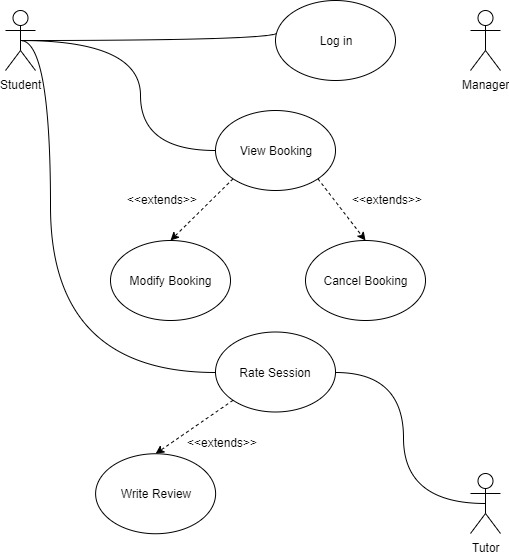 Log in
Student
Manager
View Booking
<<extends>>
<<extends>>
Modify Booking
Cancel Booking
Rate Session
<<extends>>
Write Review
Tutor